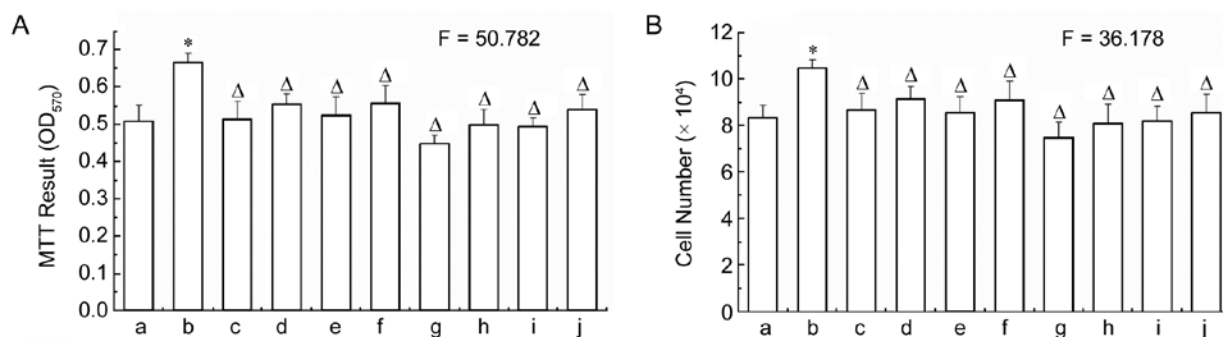 A
F = 50.782
MTT Result (OD570)
0.7
0.6
0.5
0.4
0.3
0.2
0.1
0.0
*
Δ Δ Δ Δ Δ Δ Δ Δ
a b c d e f g h i j
B
F = 36.178
Cell Number (× 10⁴)
12
10
8
6
4
2
0
*
Δ Δ Δ Δ Δ Δ Δ Δ
a b c d e f g h i j